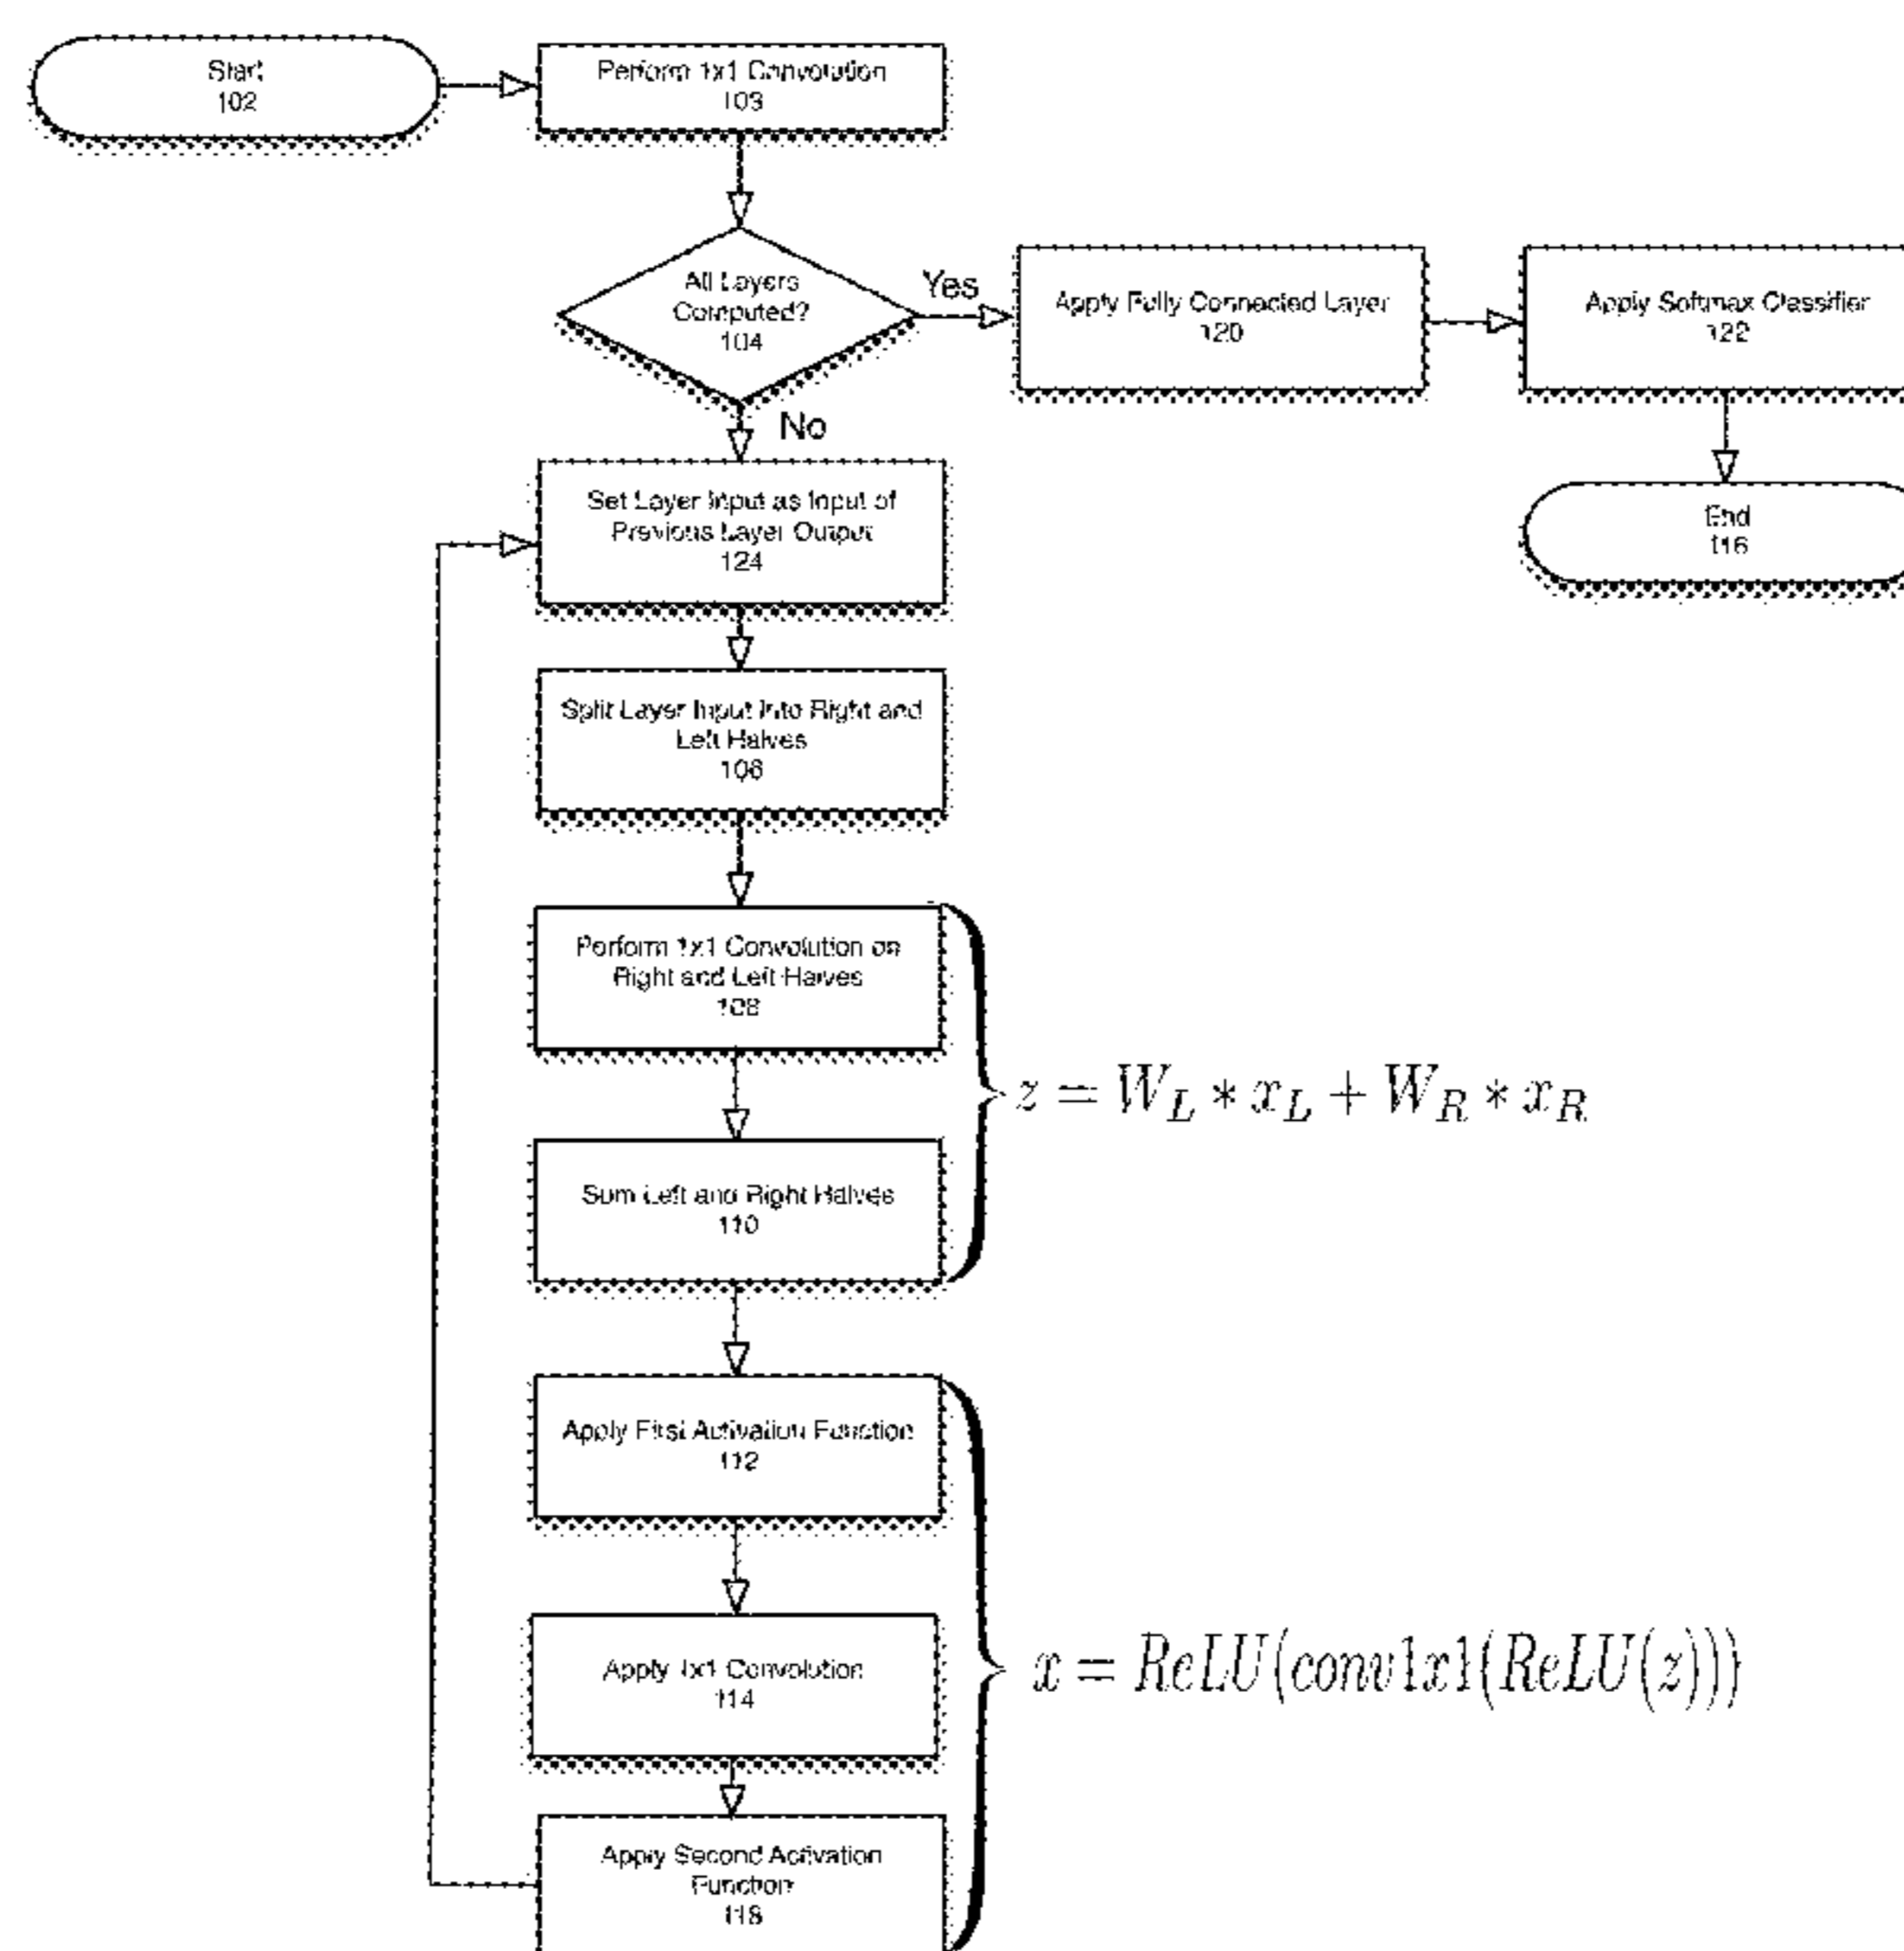 Start
102
Perform 1x1 Convolution
103
All Layers
Computed?
104
Yes
No
Apply Fully Connected Layer
120
Apply Softmax Classifier
122
End
116
Set Layer Input as Input of
Previous Layer Output
124
Split Layer Input into Right and
Left Halves
106
Perform 1x1 Convolution on
Right and Left Halves
108
Sum Left and Right Halves
110
z = W_L * x_L + W_R * x_R
Apply First Activation Function
112
Apply 1x1 Convolution
114
Apply Second Activation
Function
118
x = ReLU(conv1x1(ReLU(z)))